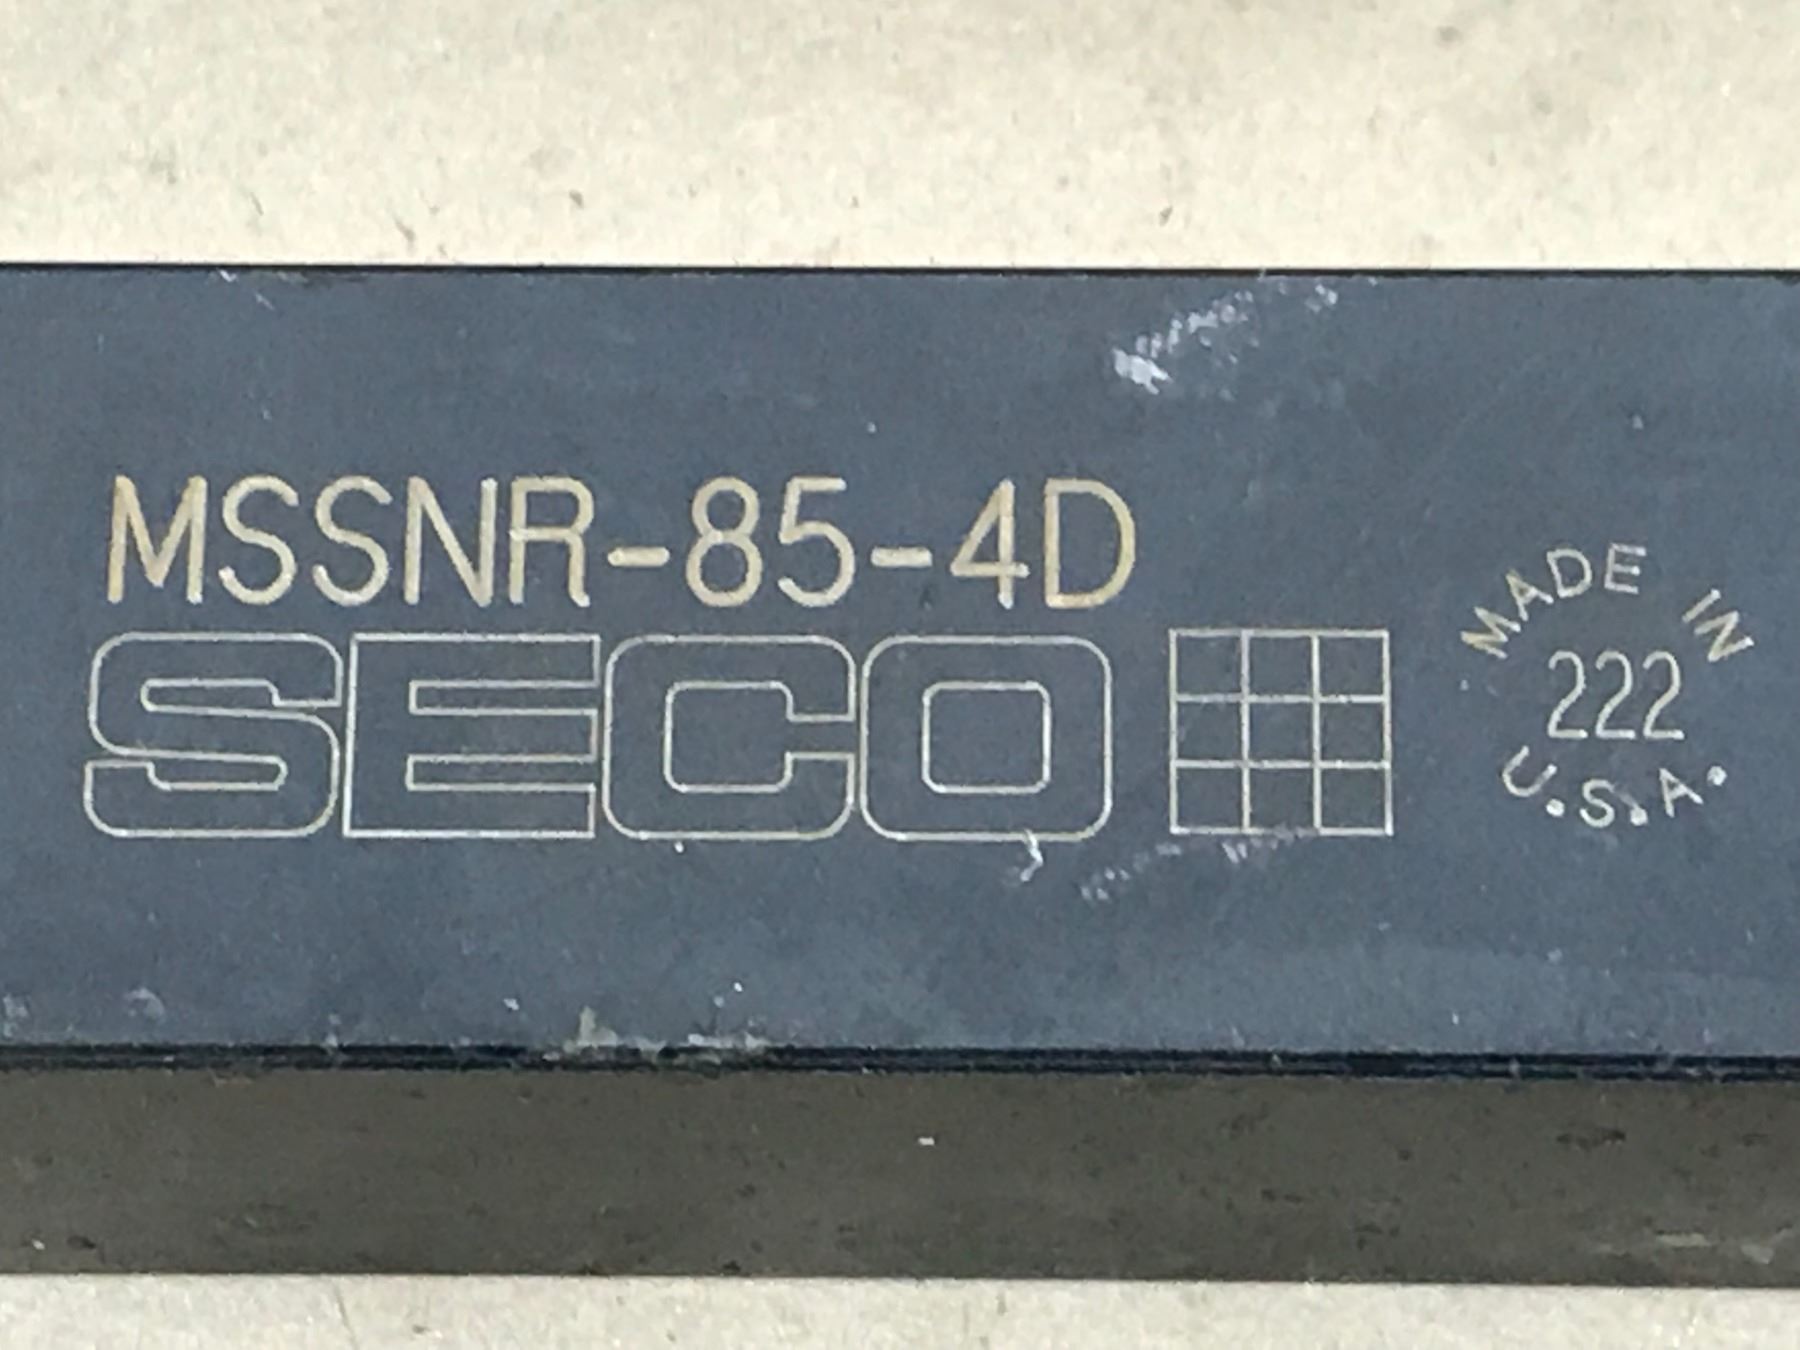 MSSNR-85-4D
SECO
MADE IN
222
U.S.A.